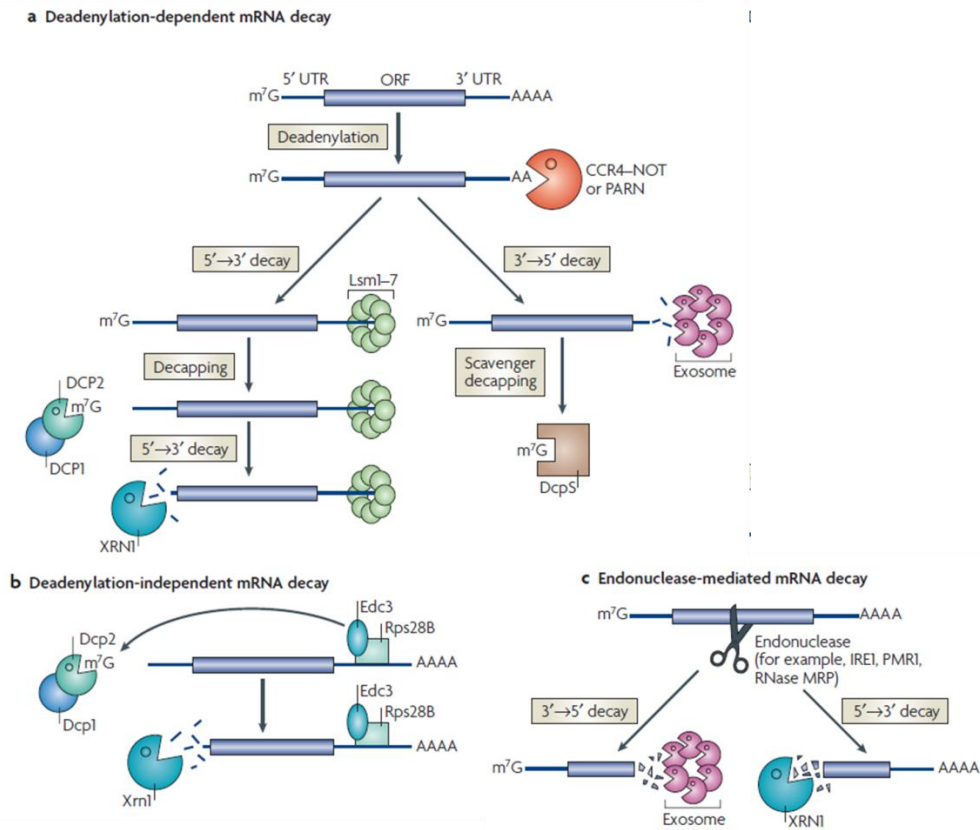 a Deadenylation-dependent mRNA decay
5′ UTR ORF 3′ UTR
m⁷G AAAA
Deadenylation
m⁷G AA
CCR4–NOT
or PARN
5′→3′ decay
3′→5′ decay
Lsm1–7
m⁷G
m⁷G
Exosome
Decapping
Scavenger
decapping
DCP2
m⁷G
DCP1
5′→3′ decay
m⁷G
DcpS
XRN1
b Deadenylation-independent mRNA decay
Edc3
Rps28B
Dcp2
m⁷G
AAAA
Dcp1
Edc3
Rps28B
AAAA
Xrn1
c Endonuclease-mediated mRNA decay
m⁷G AAAA
Endonuclease
(for example, IRE1, PMR1,
RNase MRP)
3′→5′ decay
5′→3′ decay
m⁷G
AAAA
Exosome
XRN1